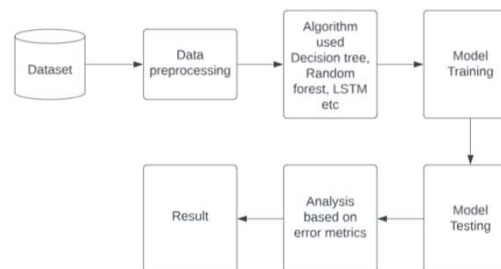 Dataset
Data
preprocessing
Algorithm
used
Decision tree,
Random
forest, LSTM
etc
Model
Training
Model
Testing
Analysis
based on
error metrics
Result